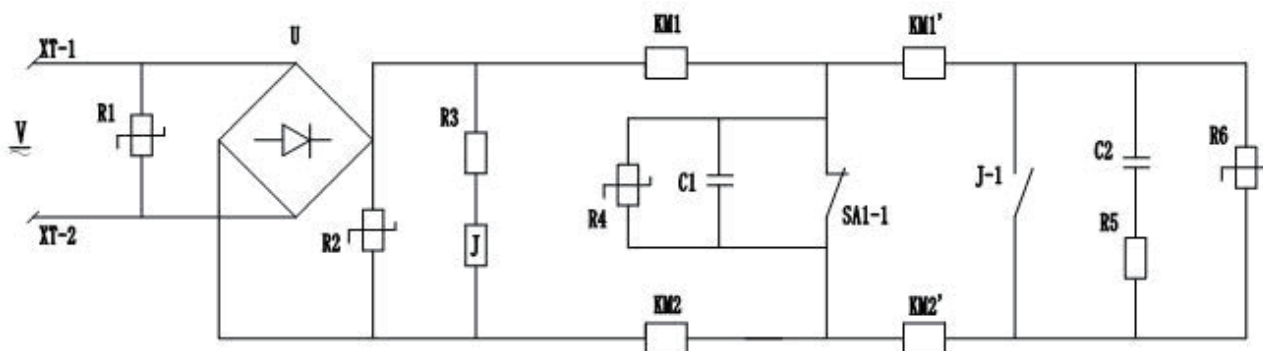 KM1
KM1'
U
XT-1
R1
R3
R6
C2
V
C1
J-1
R4
SA1-1
R5
XT-2
R2
J
KM2
KM2'